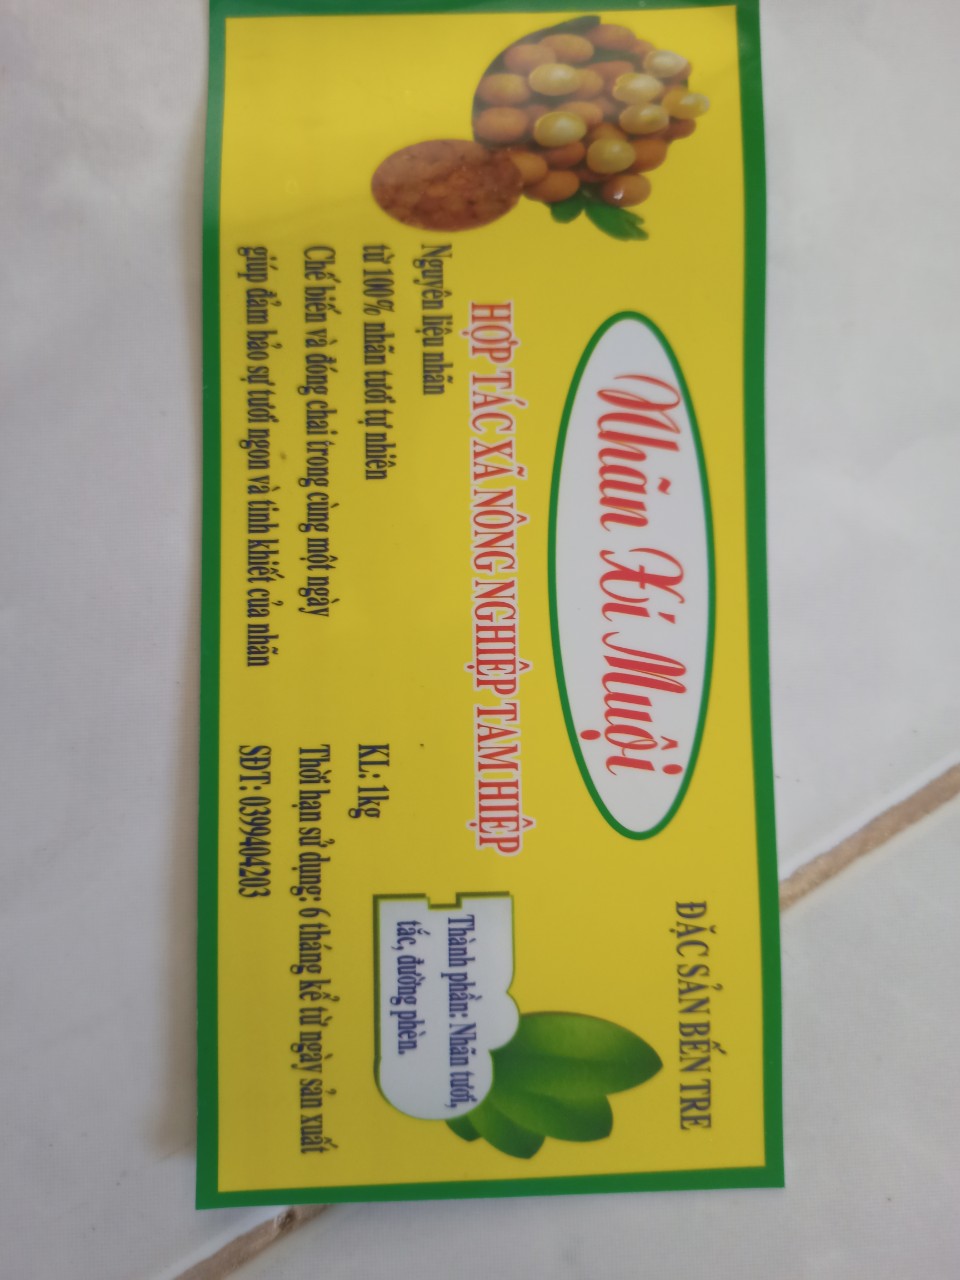 ĐẶC SẢN BẾN TRE
Nhãn Xí Muội
HỢP TÁC XÃ NÔNG NGHIỆP TAM HIỆP
Nguyên liệu nhãn
từ 100% nhãn tươi tự nhiên
Chế biến và đóng chai trong cùng một ngày
giúp đảm bảo sự tươi ngon và tinh khiết của nhãn
Thành phần: Nhãn tươi,
tắc, đường phèn.
KL: 1kg
Thời hạn sử dụng: 6 tháng kể từ ngày sản xuất
SĐT: 0399404203